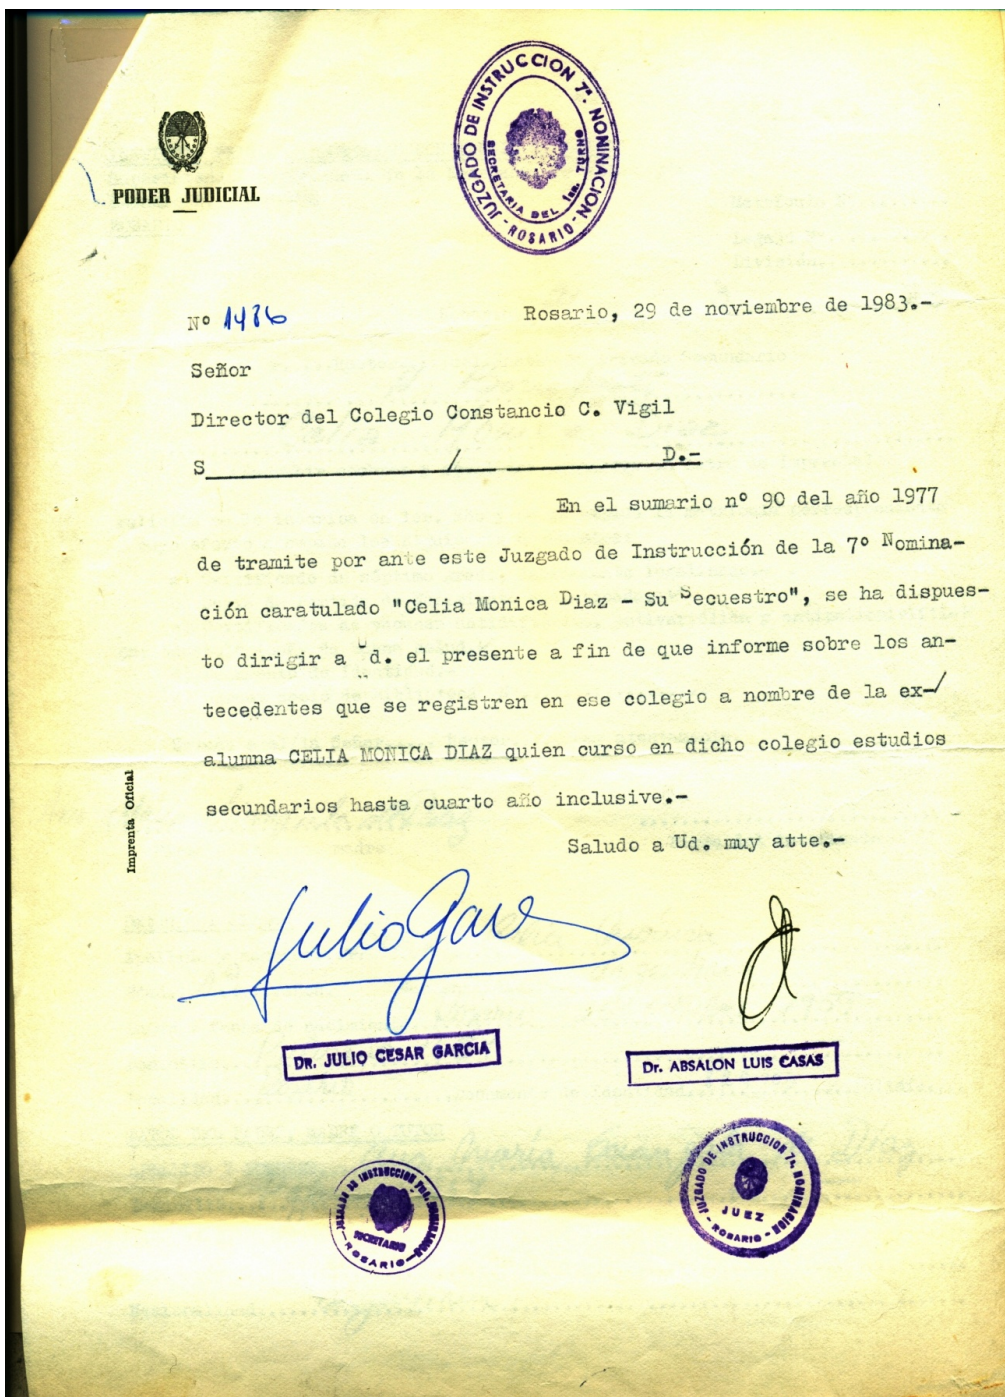 JUZGADO DE INSTRUCCION 7ª. NONINACION
SECRETARIA DEL 1ER. TURNO
- ROSARIO -
PODER JUDICIAL
Nº 1486
Rosario, 29 de noviembre de 1983.-
Señor
Director del Colegio Constancio C. Vigil
S / D.-
En el sumario nº 90 del año 1977
de tramite por ante este Juzgado de Instrucción de la 7º Nomina-
ción caratulado "Celia Monica Diaz - Su Secuestro", se ha dispues-
to dirigir a Ud. el presente a fin de que informe sobre los an-
tecedentes que se registren en ese colegio a nombre de la ex-/
alumna CELIA MONICA DIAZ quien curso en dicho colegio estudios
secundarios hasta cuarto año inclusive.-
Saludo a Ud. muy atte.-
Imprenta Oficial
Julio
DR. JULIO CESAR GARCIA
Dr. ABSALON LUIS CASAS
JUZGADO DE INSTRUCCION NOMINACION
SECRETARIO
- ROSARIO -
JUZGADO DE INSTRUCCION 7ª. NOMINACION
JUEZ
- ROSARIO -